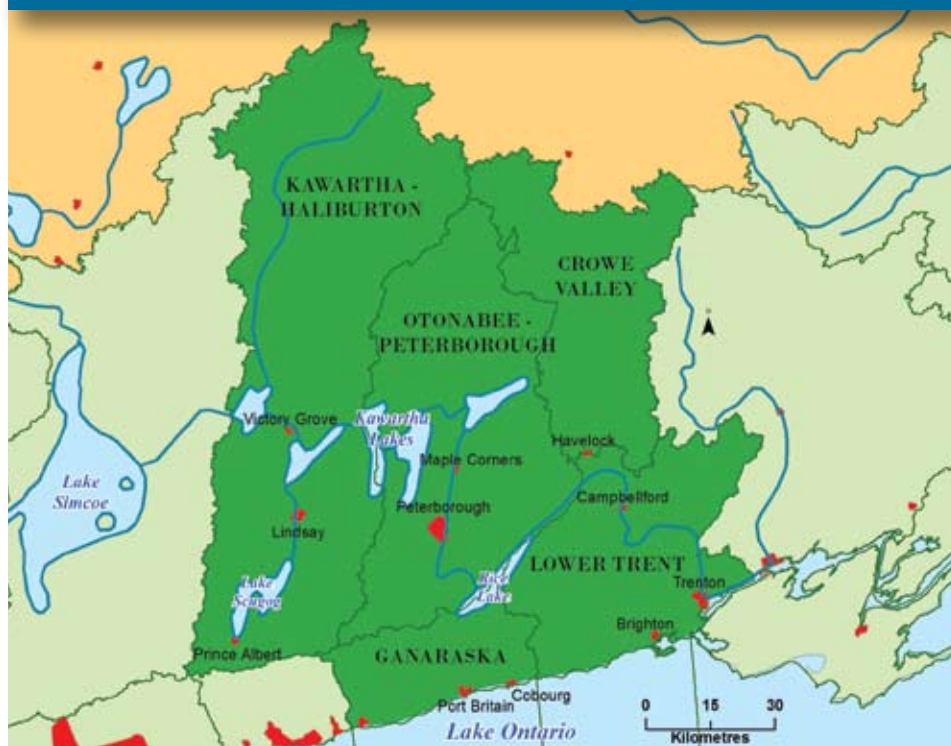 KAWARTHA -
HALIBURTON
CROWE
VALLEY
OTONABEE -
PETERBOROUGH
Victory Grove
Kawartha
Lakes
Havelock
Maple Corners
Lake
Simcoe
Campbellford
Peterborough
Lindsay
LOWER TRENT
Rice
Lake
Trenton
Lake
Scugog
Brighton
Prince Albert
GANARASKA
Cobourg
Port Britain
Lake Ontario
0 15 30
Kilometres